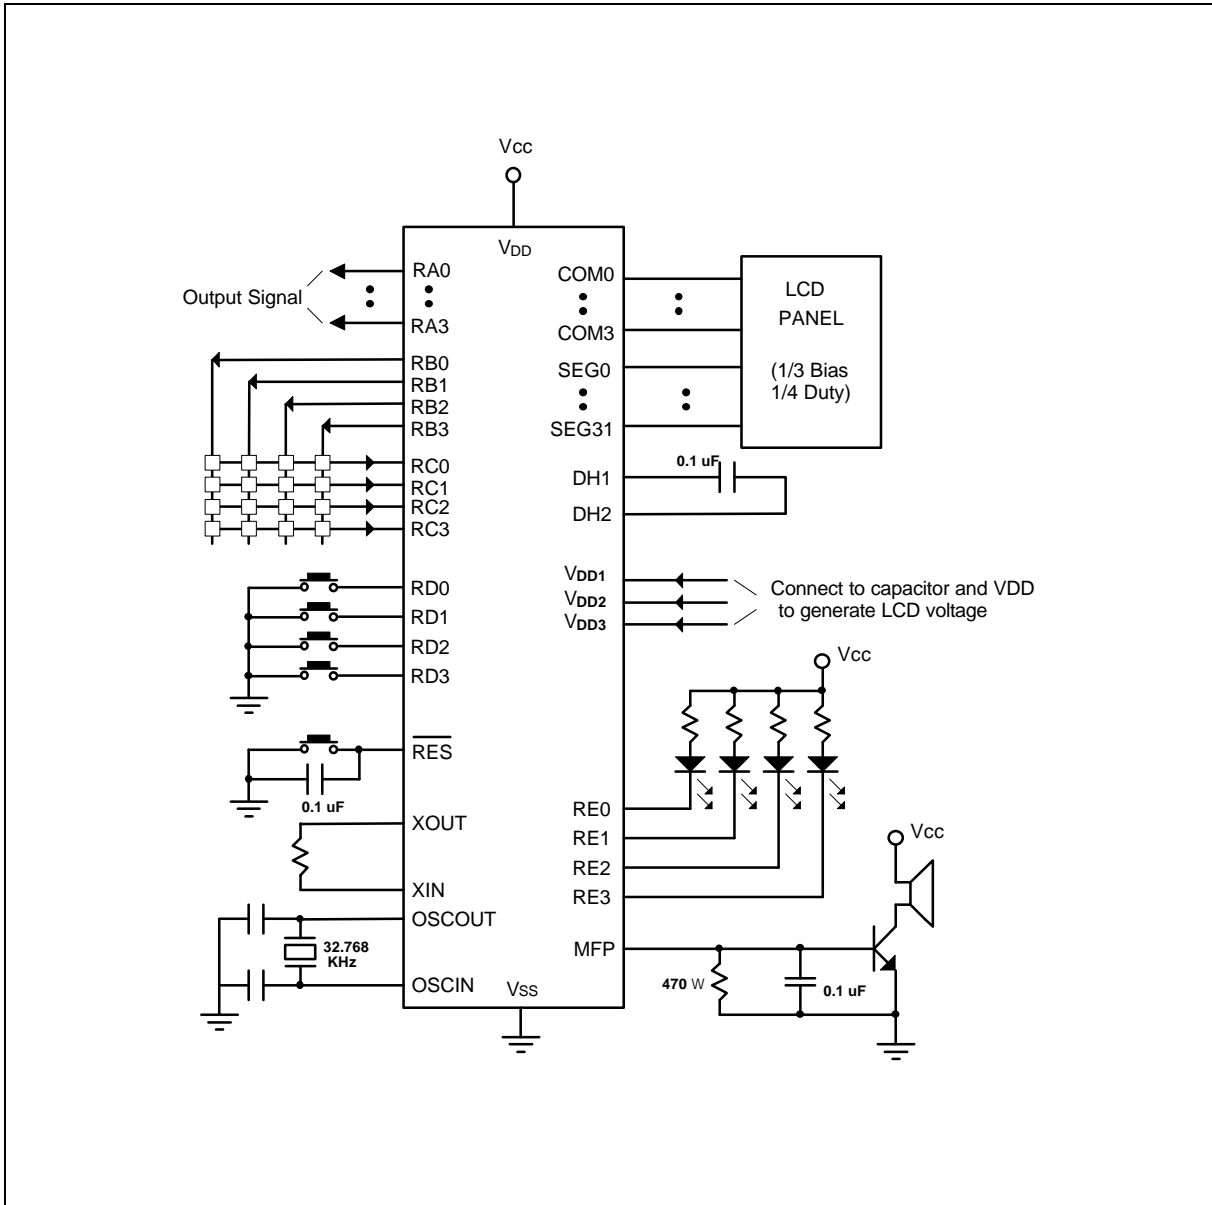 Vcc
VDD
Output Signal
RA0
RA3
RB0
RB1
RB2
RB3
RC0
RC1
RC2
RC3
RD0
RD1
RD2
RD3
RES
0.1 uF
XOUT
XIN
OSCOUT
32.768
KHz
OSCIN
VSS
COM0
COM3
SEG0
SEG31
LCD
PANEL
(1/3 Bias
1/4 Duty)
0.1 uF
DH1
DH2
VDD1
VDD2
VDD3
Connect to capacitor and VDD
to generate LCD voltage
Vcc
RE0
RE1
RE2
RE3
Vcc
MFP
470 W
0.1 uF